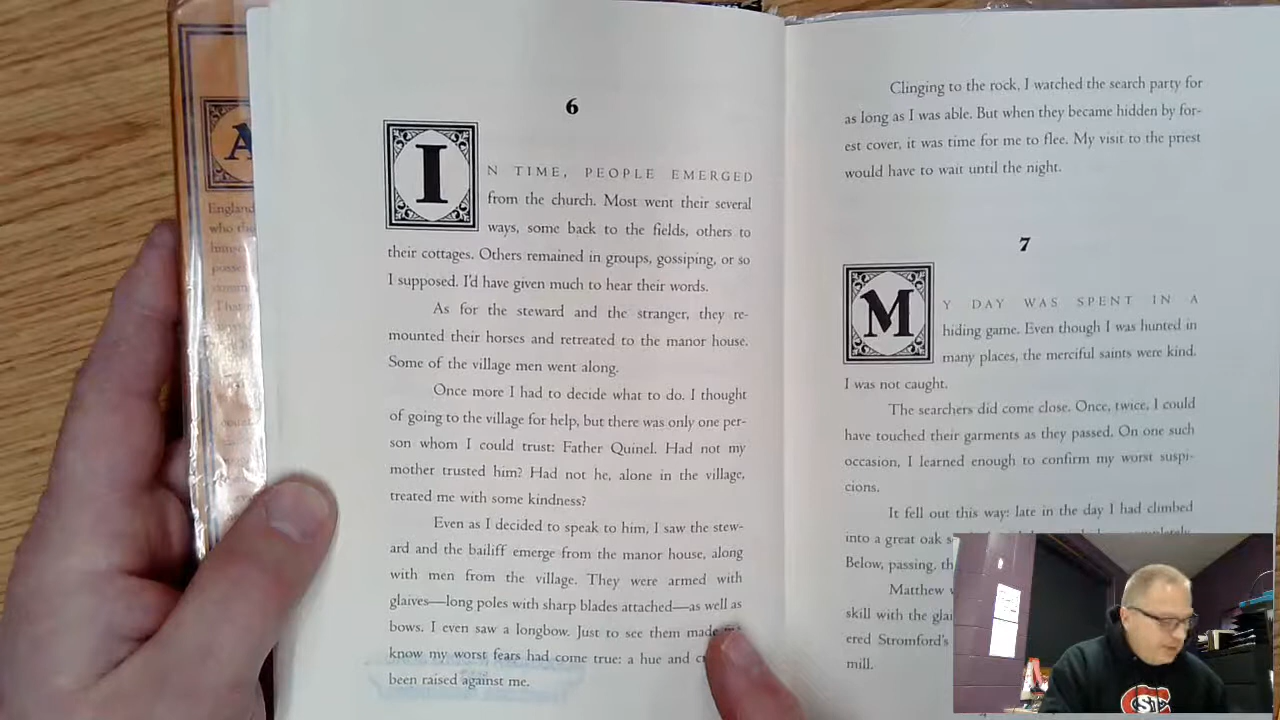 6
IN TIME, PEOPLE EMERGED
from the church. Most went their several
ways, some back to the fields, others to
their cottages. Others remained in groups, gossiping, or so
I supposed. I'd have given much to hear their words.
As for the steward and the stranger, they re-
mounted their horses and retreated to the manor house.
Some of the village men went along.
Once more I had to decide what to do. I thought
of going to the village for help, but there was only one per-
son whom I could trust: Father Quinel. Had not my
mother trusted him? Had not he, alone in the village,
treated me with some kindness?
Even as I decided to speak to him, I saw the stew-
ard and the bailiff emerge from the manor house, along
with men from the village. They were armed with
glaives—long poles with sharp blades attached—as well as
bows. I even saw a longbow. Just to see them made
know my worst fears had come true: a hue and
been raised against me.
Clinging to the rock, I watched the search party for
as long as I was able. But when they became hidden by for-
est cover, it was time for me to flee. My visit to the priest
would have to wait until the night.
7
MY DAY WAS SPENT IN A
hiding game. Even though I was hunted in
many places, the merciful saints were kind.
I was not caught.
The searchers did come close. Once, twice, I could
have touched their garments as they passed. On one such
occasion, I learned enough to confirm my worst suspi-
cions.
It fell out this way: late in the day I had climbed
into a great oak
Below, passing,
Matthew
skill with the
ered Stromford's
mill.
A
England